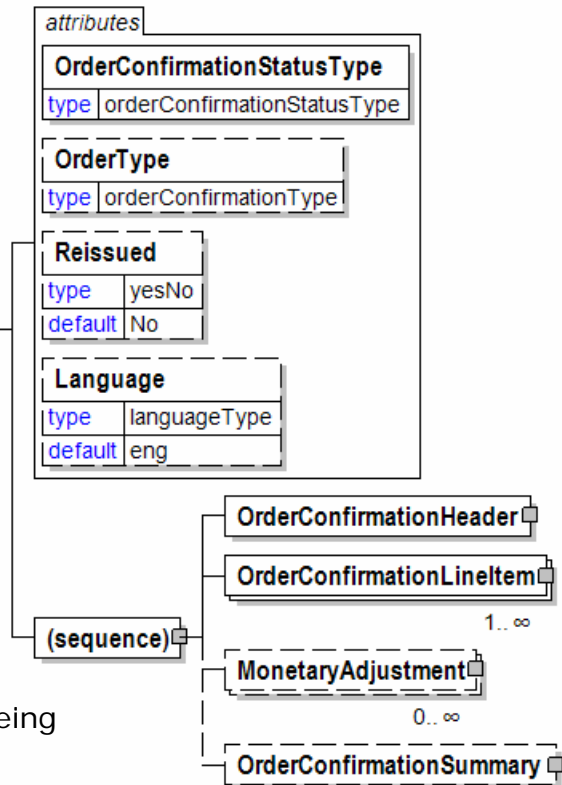 attributes
OrderConfirmationStatusType
type orderConfirmationStatusType
OrderType
type orderConfirmationType
Reissued
type yesNo
default No
Language
type languageType
default eng
OrderConfirmationHeader
OrderConfirmationLineItem
1.. ∞
(sequence)
MonetaryAdjustment
0.. ∞
eing
OrderConfirmationSummary